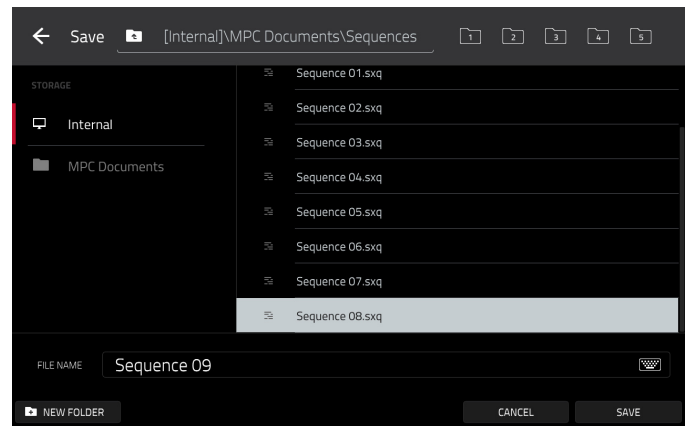 Save [Internal]\MPC Documents\Sequences 1 2 3 4 5
STORAGE
Internal
MPC Documents
Sequence 01.sxq
Sequence 02.sxq
Sequence 03.sxq
Sequence 04.sxq
Sequence 05.sxq
Sequence 06.sxq
Sequence 07.sxq
Sequence 08.sxq
FILE NAME Sequence 09
NEW FOLDER CANCEL SAVE